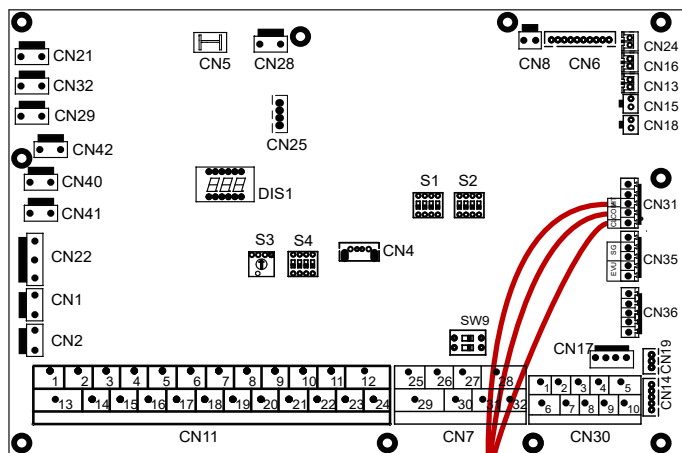 CN21
CN5
CN28
CN8
CN6
CN24
CN16
CN32
CN13
CN29
CN15
CN18
CN25
CN42
CN40
DIS1
S1
S2
CN41
CN31
CN22
S3
S4
CN4
SG
EVU
CN35
CN1
CN36
CN2
SW9
CN17
CN19
1 2 3 4 5 6 7 8 9 10 11 12
25 26 27 28
1 2 3 4 5
CN14
13 14 15 16 17 18 19 20 21 22 23 24
29 30 31 32
6 7 8 9 10
CN11
CN7
CN30